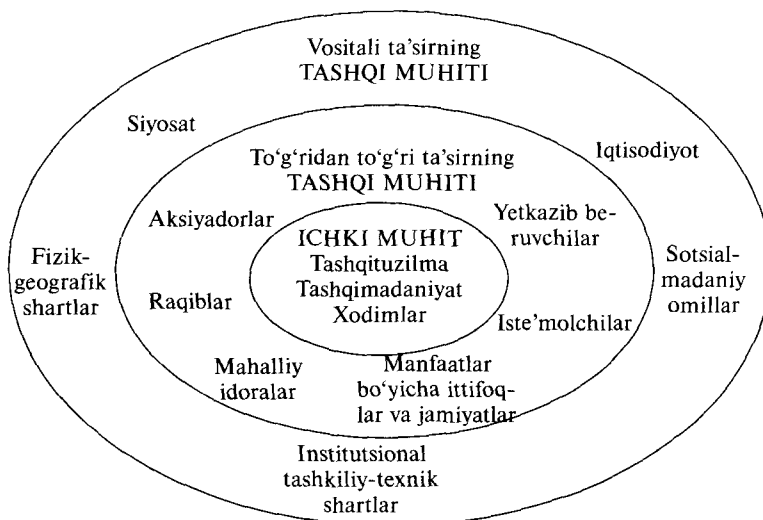 Vositali ta'sirning
TASHQI MUHITI
Siyosat
Iqtisodiyot
To‘g‘ridan to‘g‘ri ta'sirning
TASHQI MUHITI
Aksiyadorlar
Yetkazib be-
ruvchilar
ICHKI MUHIT
Tashqituzilma
Tashqimadaniyat
Xodimlar
Fizik-
geografik
shartlar
Sotsial-
madaniy
omillar
Raqiblar
Iste’molchilar
Mahalliy
idoralar
Manfaatlar
bo‘yicha ittifoq-
lar va jamiyatlar
Institutsional
tashkiliy-texnik
shartlar